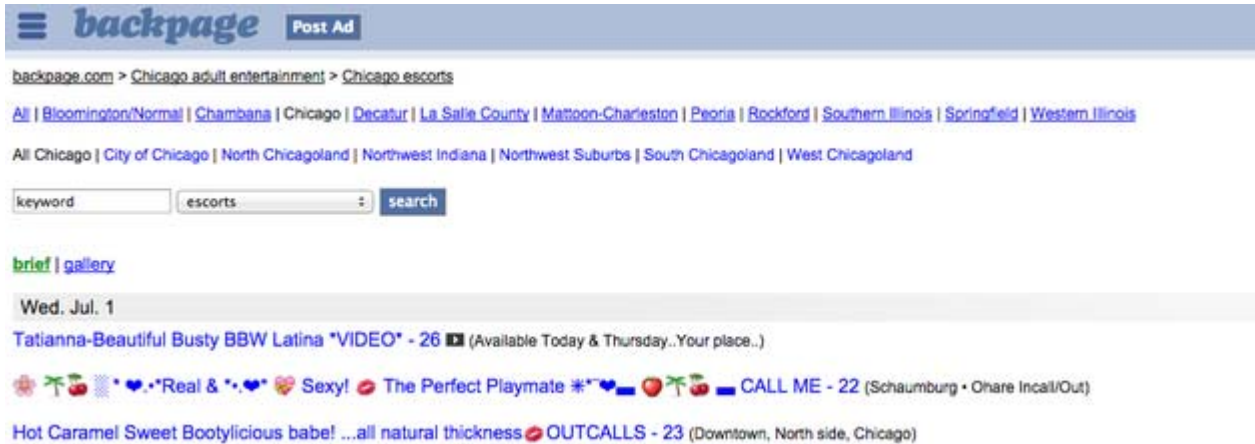 backpage Post Ad
backpage.com > Chicago adult entertainment > Chicago escorts
All | Bloomington/Normal | Chambana | Chicago | Decatur | La Salle County | Mattoon-Charleston | Peoria | Rockford | Southern Illinois | Springfield | Western Illinois
All Chicago | City of Chicago | North Chicagoland | Northwest Indiana | Northwest Suburbs | South Chicagoland | West Chicagoland
keyword escorts search
brief | gallery
Wed. Jul. 1
Tatianna-Beautiful Busty BBW Latina *VIDEO* - 26 (Available Today & Thursday..Your place..)
🌸 🌴🍒 ░ * ❤.•*Real & *•.❤* 💝 Sexy! 💋 The Perfect Playmate ✳*¨❤▬ 🍎🌴🍒 ▬ CALL ME - 22 (Schaumburg • Ohare Incall/Out)
Hot Caramel Sweet Bootylicious babe! ...all natural thickness💋OUTCALLS - 23 (Downtown, North side, Chicago)